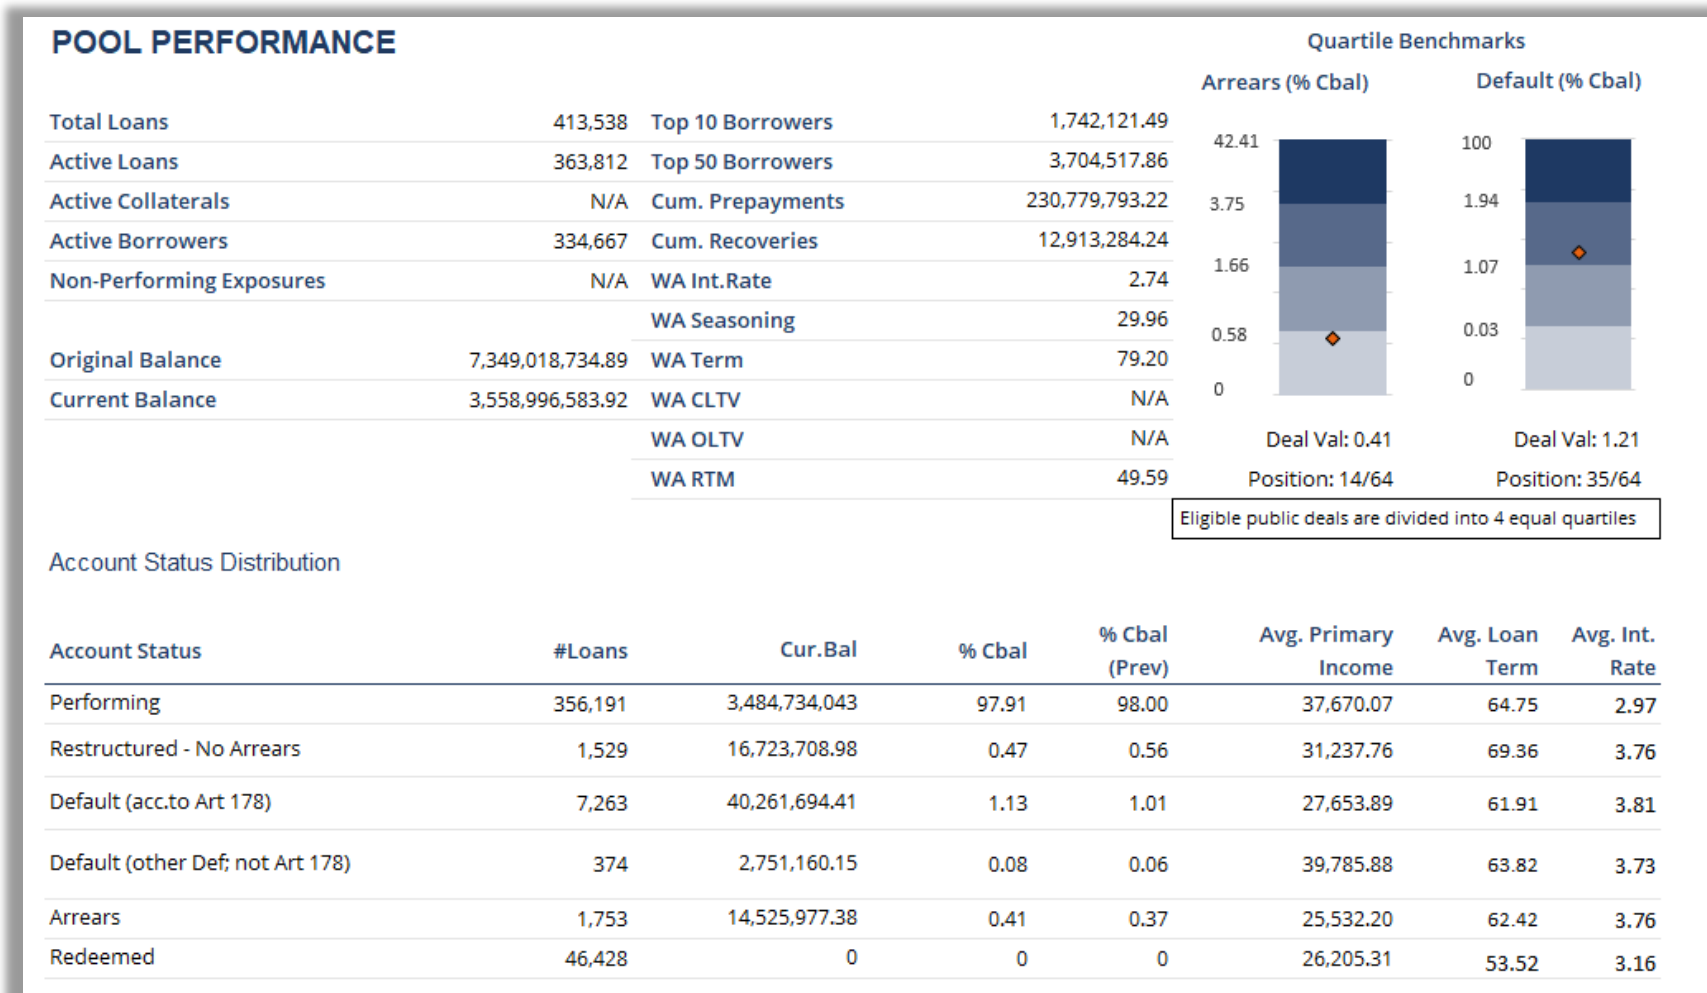 POOL PERFORMANCE
Quartile Benchmarks
Arrears (% Cbal) Default (% Cbal)
Total Loans 413,538 Top 10 Borrowers 1,742,121.49
Active Loans 363,812 Top 50 Borrowers 3,704,517.86
Active Collaterals N/A Cum. Prepayments 230,779,793.22
Active Borrowers 334,667 Cum. Recoveries 12,913,284.24
Non-Performing Exposures N/A WA Int.Rate 2.74
WA Seasoning 29.96
Original Balance 7,349,018,734.89 WA Term 79.20
Current Balance 3,558,996,583.92 WA CLTV N/A
WA OLTV N/A
WA RTM 49.59
42.41 100
3.75 1.94
1.66 1.07
0.58 0.03
0 0
Deal Val: 0.41 Deal Val: 1.21
Position: 14/64 Position: 35/64
Eligible public deals are divided into 4 equal quartiles
Account Status Distribution
Account Status #Loans Cur.Bal % Cbal % Cbal (Prev) Avg. Primary Income Avg. Loan Term Avg. Int. Rate
Performing 356,191 3,484,734,043 97.91 98.00 37,670.07 64.75 2.97
Restructured - No Arrears 1,529 16,723,708.98 0.47 0.56 31,237.76 69.36 3.76
Default (acc.to Art 178) 7,263 40,261,694.41 1.13 1.01 27,653.89 61.91 3.81
Default (other Def; not Art 178) 374 2,751,160.15 0.08 0.06 39,785.88 63.82 3.73
Arrears 1,753 14,525,977.38 0.41 0.37 25,532.20 62.42 3.76
Redeemed 46,428 0 0 0 26,205.31 53.52 3.16